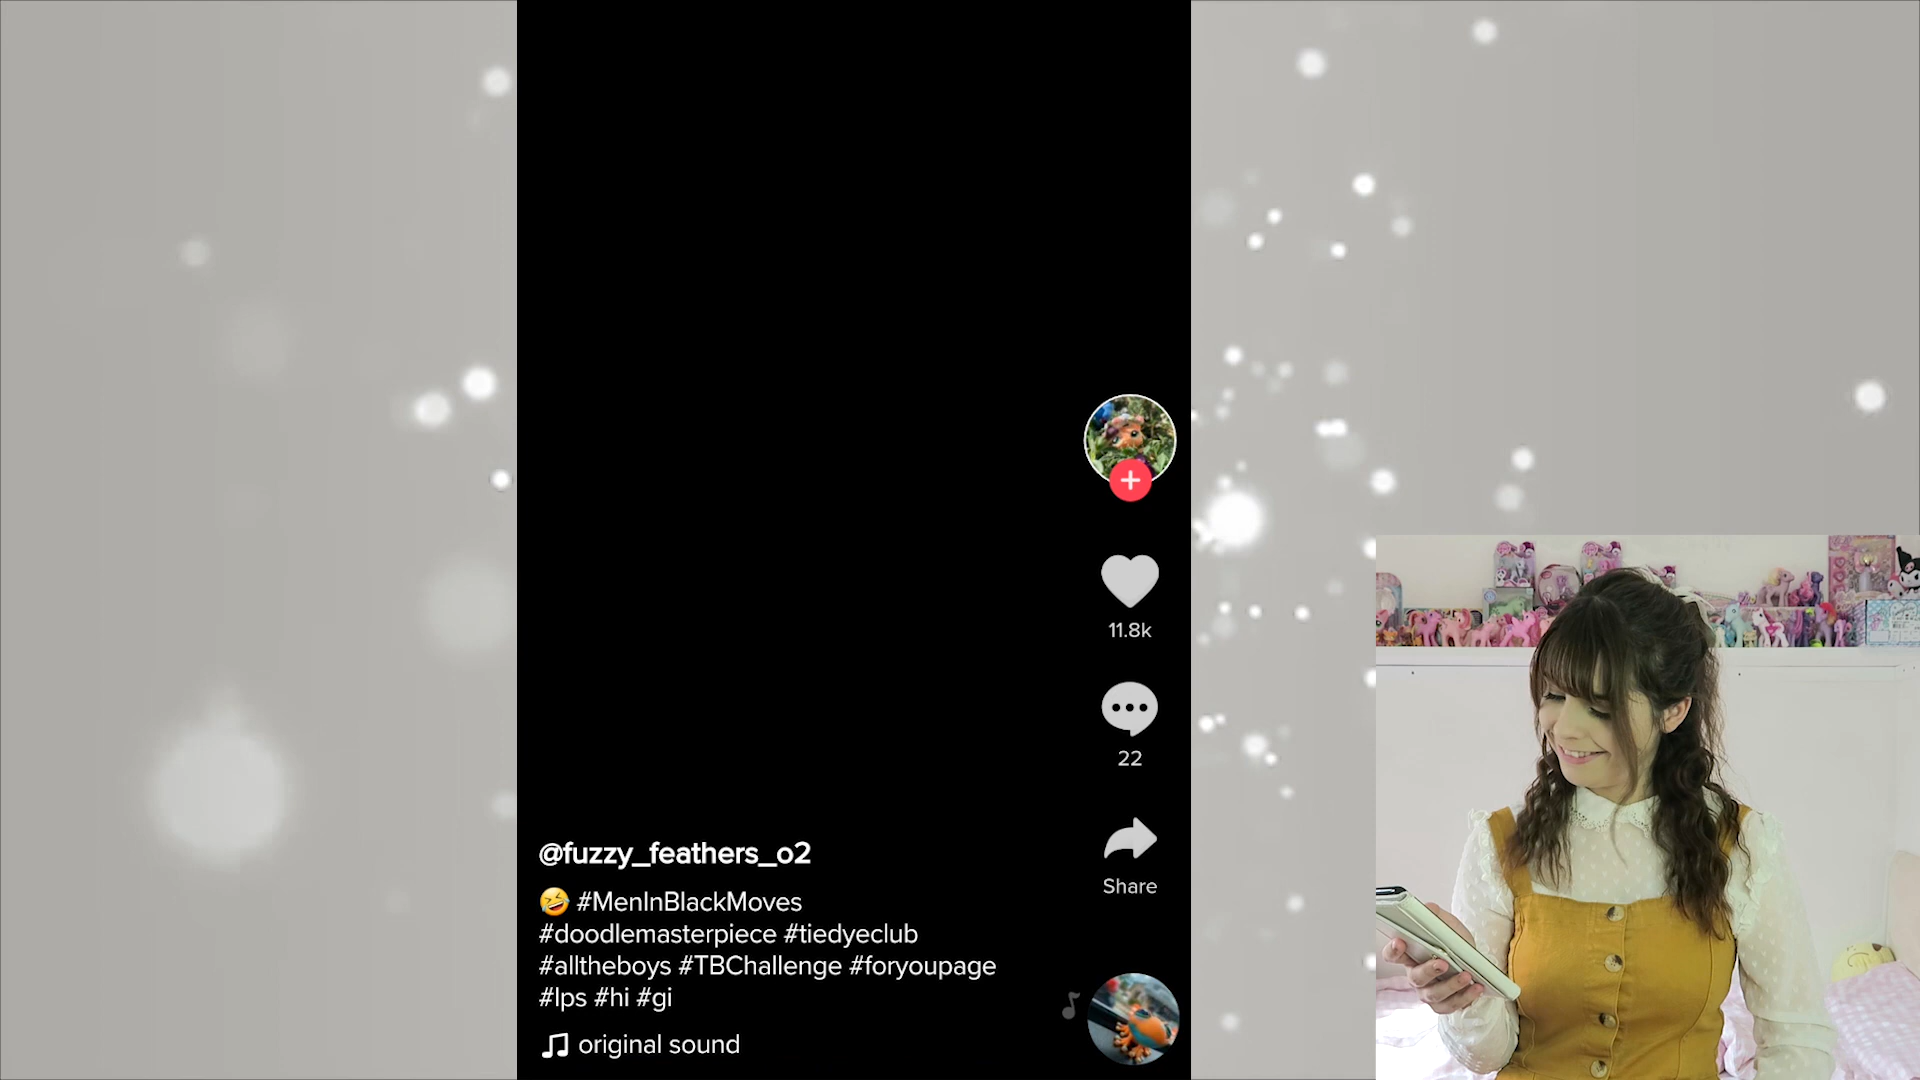 11.8k
22
Share
@fuzzy_feathers_o2
🤣 #MenInBlackMoves
#doodlemasterpiece #tiedyeclub
#alltheboys #TBChallenge #foryoupage
#lps #hi #gi
original sound